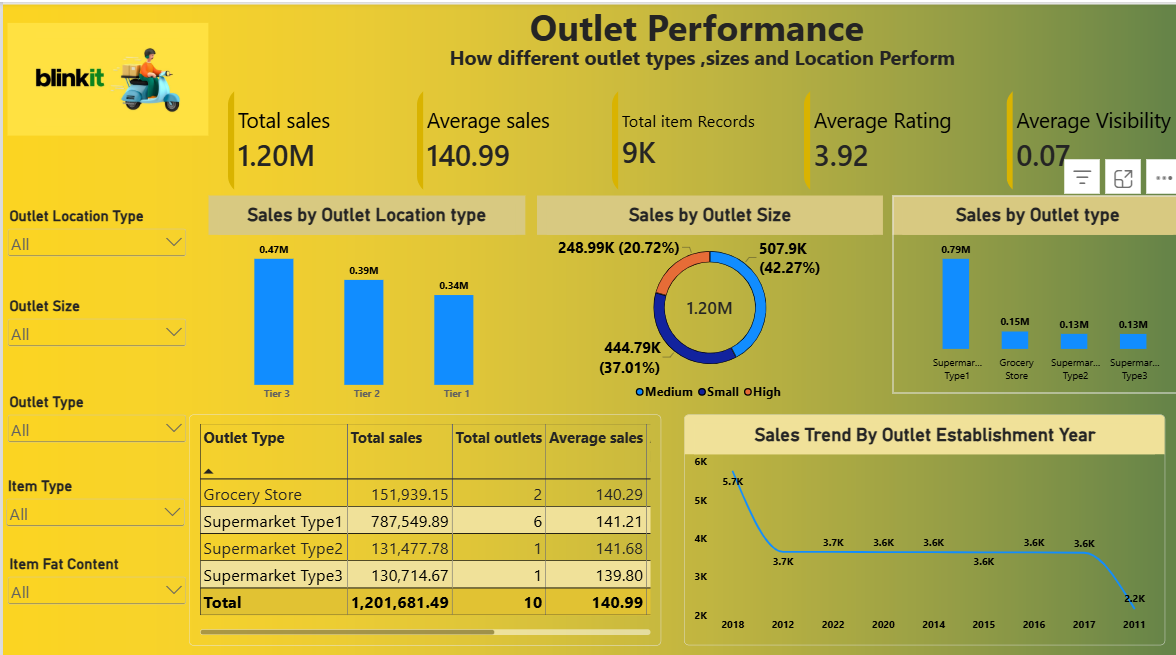 Outlet Performance
How different outlet types ,sizes and Location Perform
blinkit
Total sales
1.20M
Average sales
140.99
Total item Records
9K
Average Rating
3.92
Average Visibility
0.07
Outlet Location Type
All
Outlet Size
All
Outlet Type
All
Item Type
All
Item Fat Content
All
Sales by Outlet Location type
0.47M
0.39M
0.34M
Tier 3 Tier 2 Tier 1
Sales by Outlet Size
248.99K (20.72%)
507.9K
(42.27%)
1.20M
444.79K
(37.01%)
Medium Small High
Sales by Outlet type
0.79M
0.15M 0.13M 0.13M
Supermar... Grocery Supermar... Supermar...
Type1 Store Type2 Type3
Outlet Type Total sales Total outlets Average sales
Grocery Store 151,939.15 2 140.29
Supermarket Type1 787,549.89 6 141.21
Supermarket Type2 131,477.78 1 141.68
Supermarket Type3 130,714.67 1 139.80
Total 1,201,681.49 10 140.99
Sales Trend By Outlet Establishment Year
6K
5.7K
5K
4K
3.7K 3.6K 3.6K 3.6K 3.6K
3.7K 3.6K
3K
2.2K
2K
2018 2012 2022 2020 2014 2015 2016 2017 2011